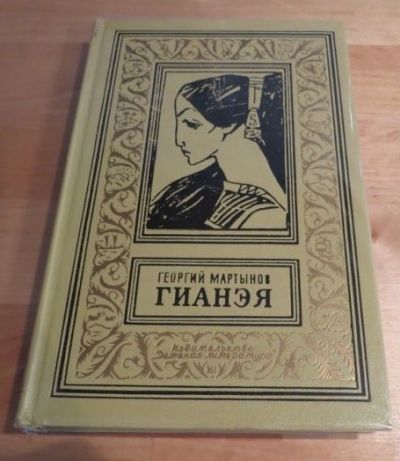 ГЕОРГИЙ МАРТЫНОВ
ГИАНЭЯ
Издательство
Детская литература